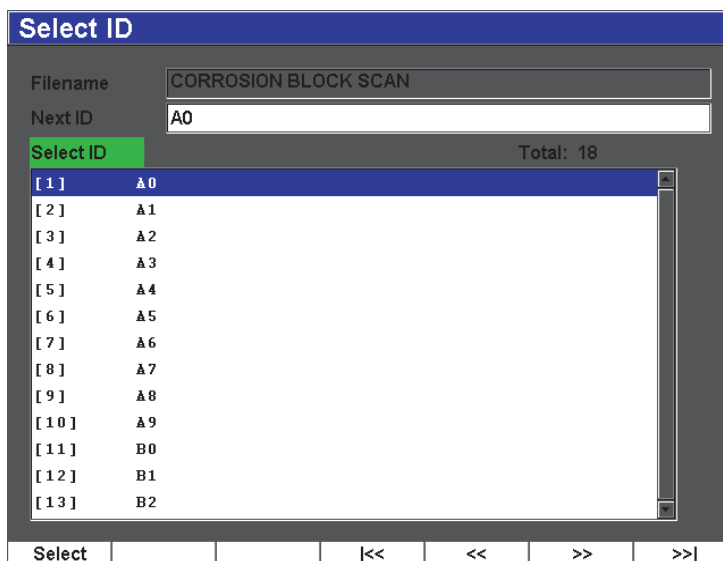 Select ID
Filename CORROSION BLOCK SCAN
Next ID A0
Select ID Total: 18
[1] A0
[2] A1
[3] A2
[4] A3
[5] A4
[6] A5
[7] A6
[8] A7
[9] A8
[10] A9
[11] B0
[12] B1
[13] B2
Select |<< << >> >>|